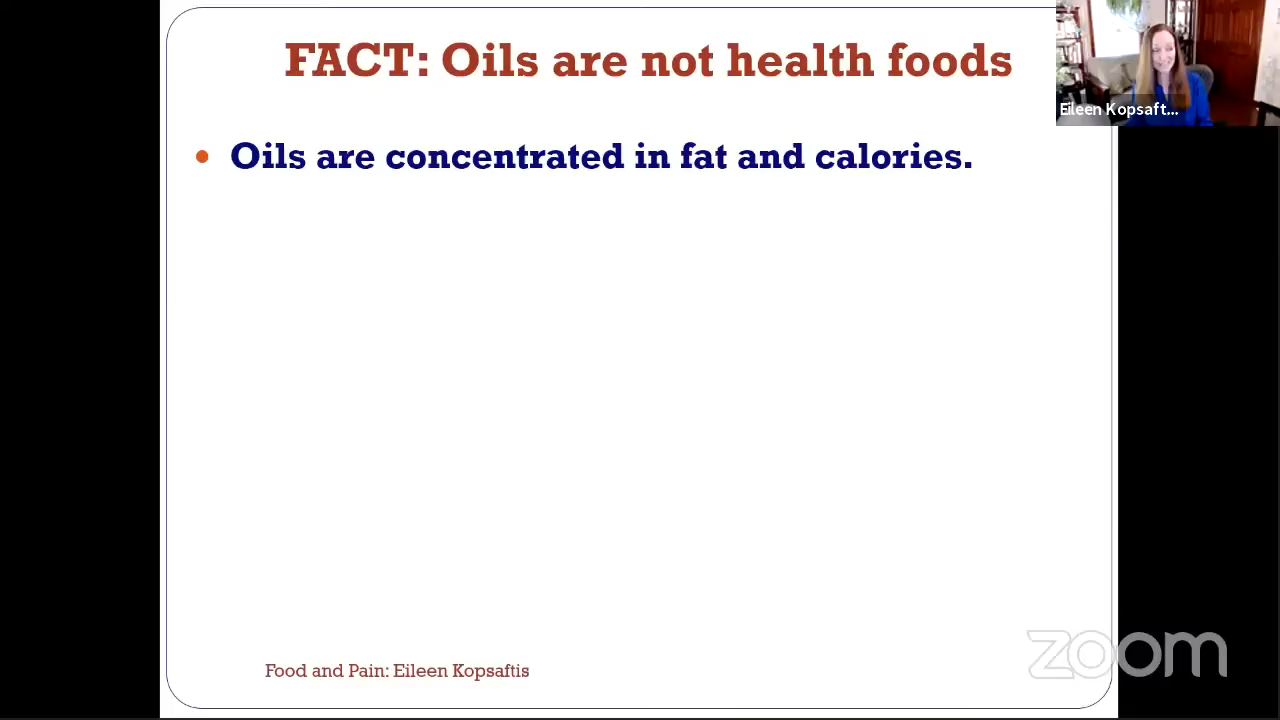 FACT: Oils are not health foods
Eileen Kopsaft...
• Oils are concentrated in fat and calories.
Food and Pain: Eileen Kopsaftis
zoom